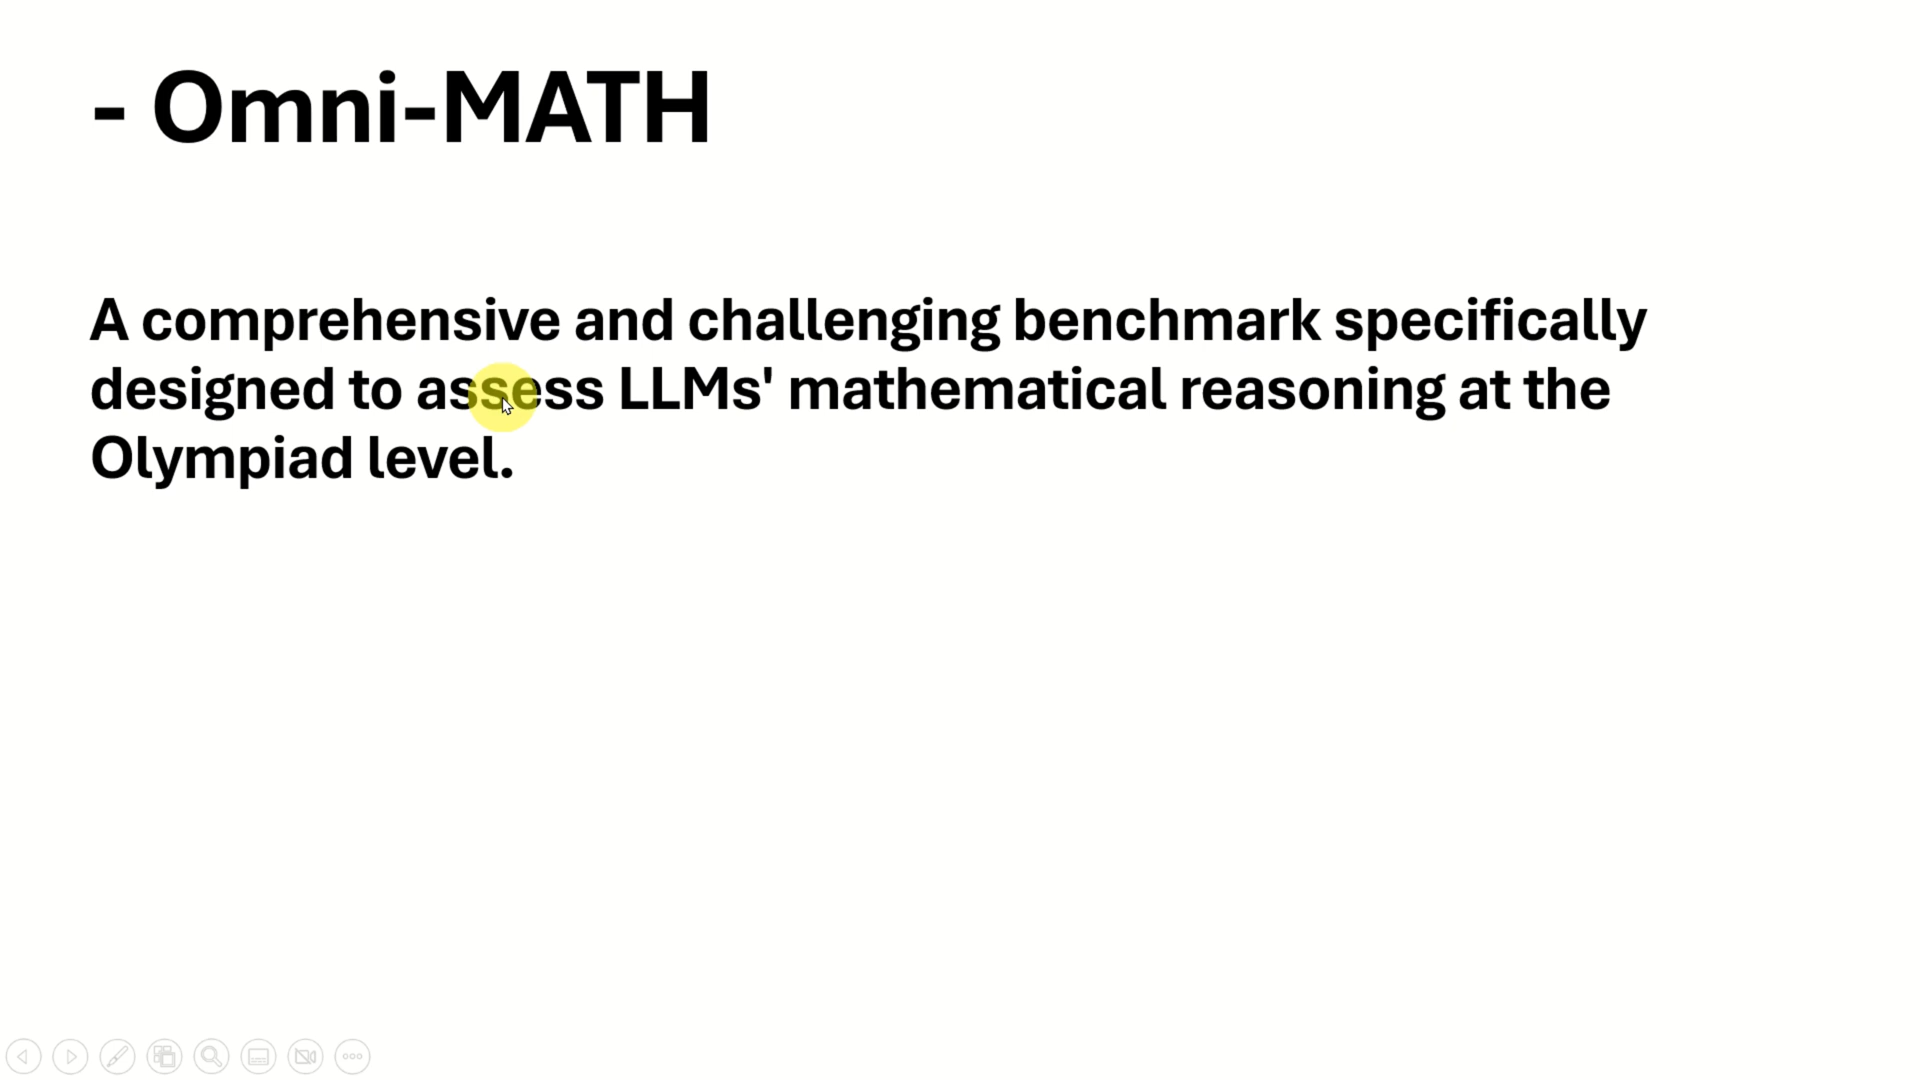 - Omni-MATH
A comprehensive and challenging benchmark specifically
designed to assess LLMs' mathematical reasoning at the
Olympiad level.